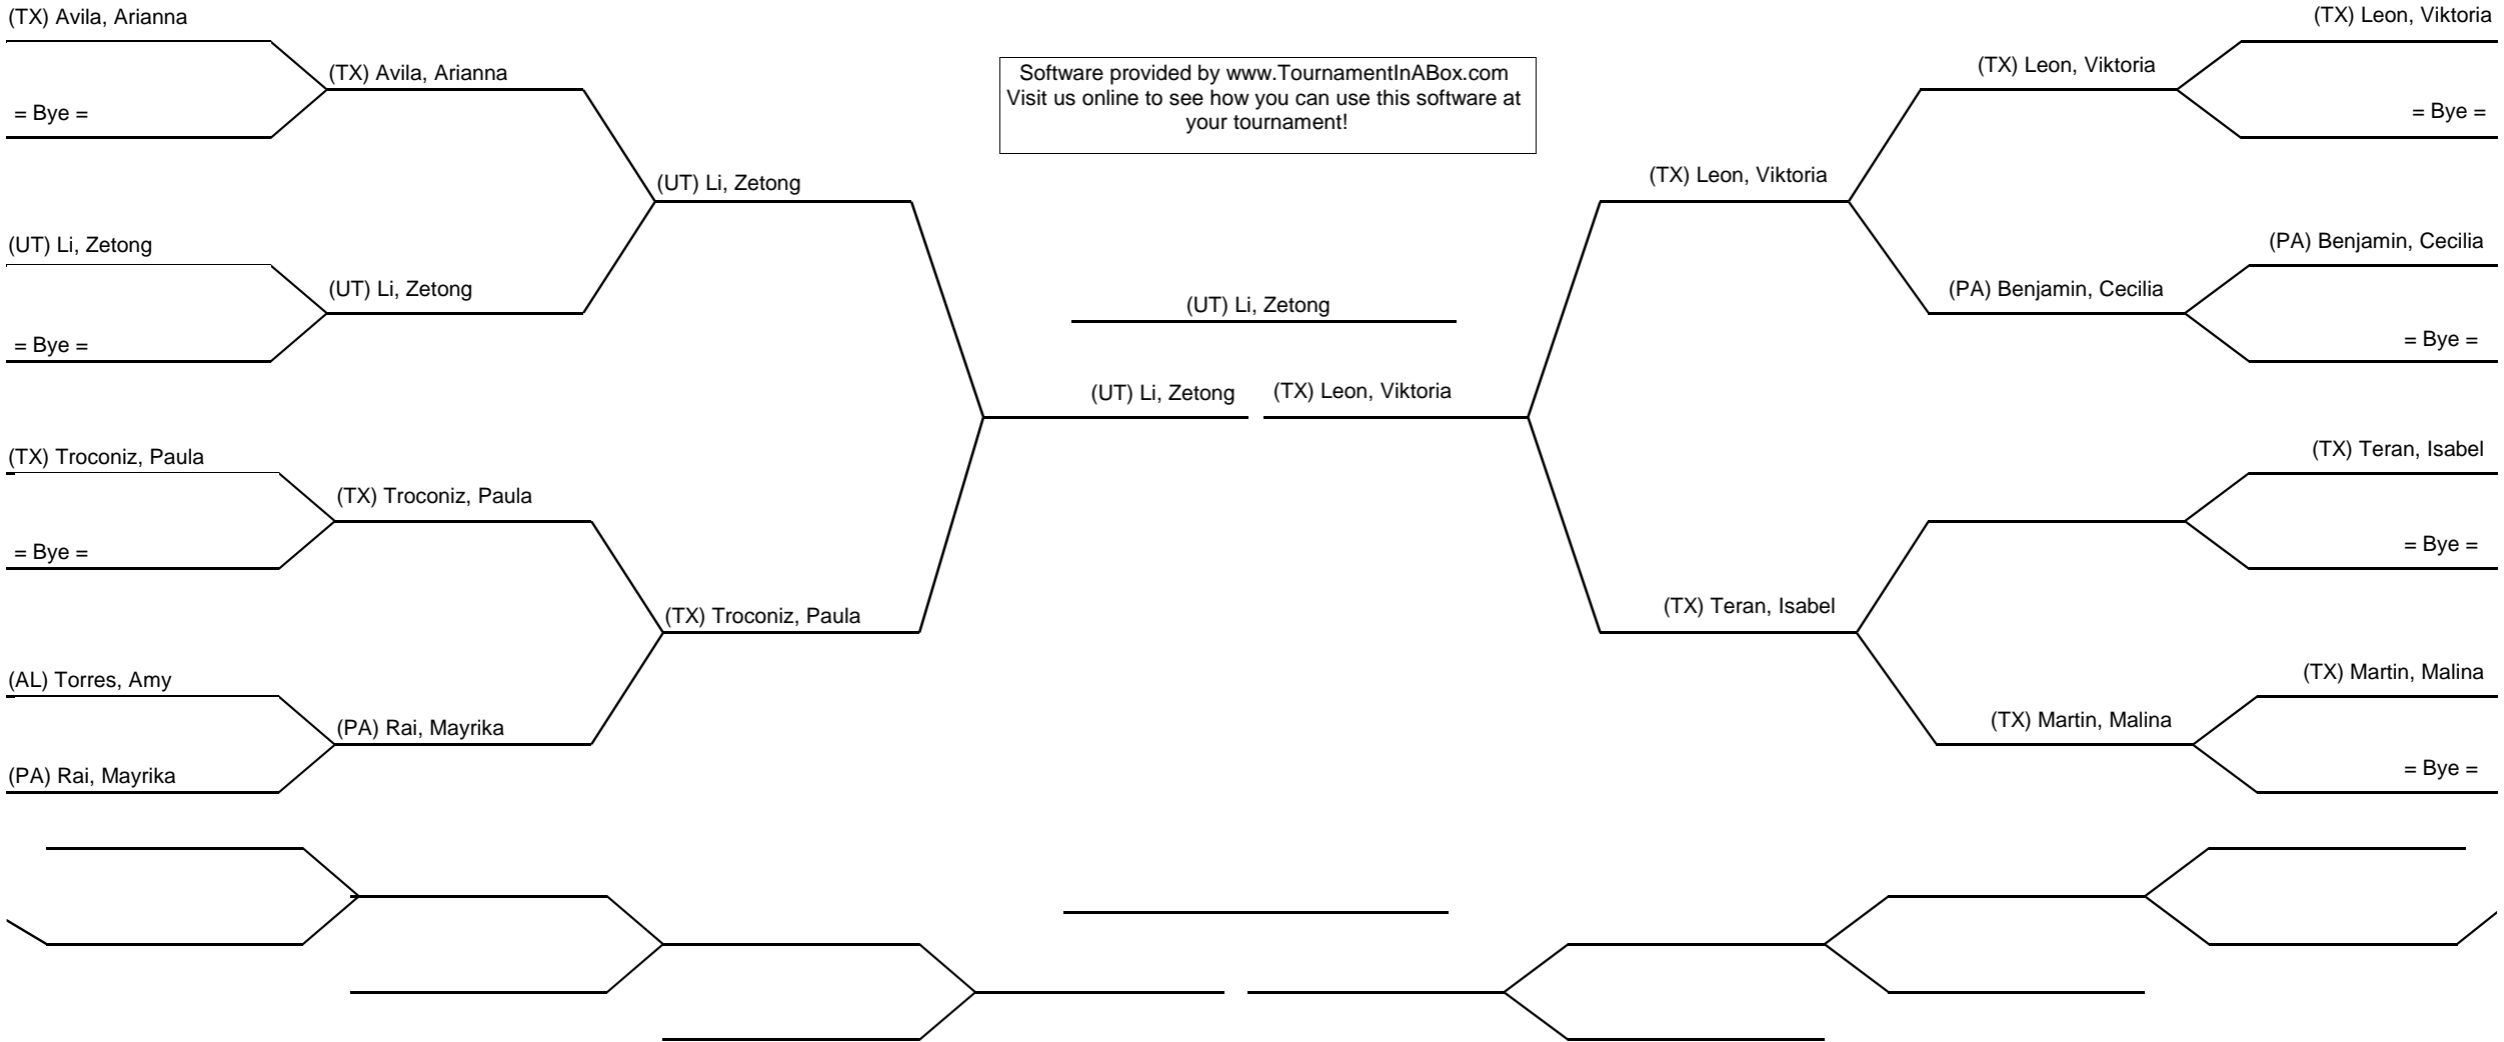 (TX) Avila, Arianna
(TX) Leon, Viktoria
(TX) Avila, Arianna
Software provided by www.TournamentInABox.com
Visit us online to see how you can use this software at
your tournament!
(TX) Leon, Viktoria
= Bye =
= Bye =
(UT) Li, Zetong
(TX) Leon, Viktoria
(UT) Li, Zetong
(PA) Benjamin, Cecilia
(UT) Li, Zetong
(UT) Li, Zetong
(PA) Benjamin, Cecilia
= Bye =
= Bye =
(UT) Li, Zetong
(TX) Leon, Viktoria
(TX) Troconiz, Paula
(TX) Teran, Isabel
(TX) Troconiz, Paula
= Bye =
= Bye =
(TX) Troconiz, Paula
(TX) Teran, Isabel
(AL) Torres, Amy
(TX) Martin, Malina
(PA) Rai, Mayrika
(TX) Martin, Malina
(PA) Rai, Mayrika
= Bye =